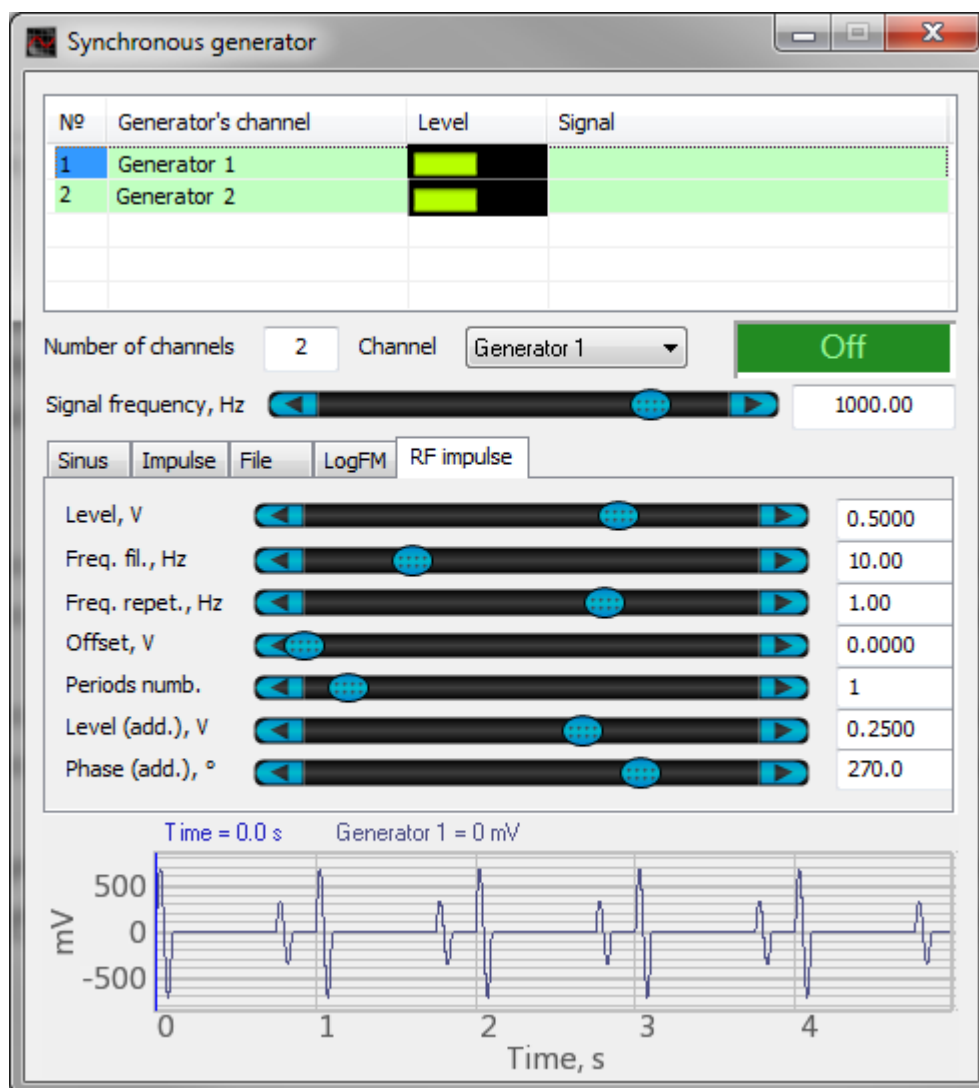 Synchronous generator
Nº Generator's channel Level Signal
1 Generator 1
2 Generator 2
Number of channels 2 Channel Generator 1 Off
Signal frequency, Hz 1000.00
Sinus Impulse File LogFM RF impulse
Level, V 0.5000
Freq. fil., Hz 10.00
Freq. repet., Hz 1.00
Offset, V 0.0000
Periods numb. 1
Level (add.), V 0.2500
Phase (add.), ° 270.0
Time = 0.0 s Generator 1 = 0 mV
500
mV
0
-500
0 1 2 3 4
Time, s